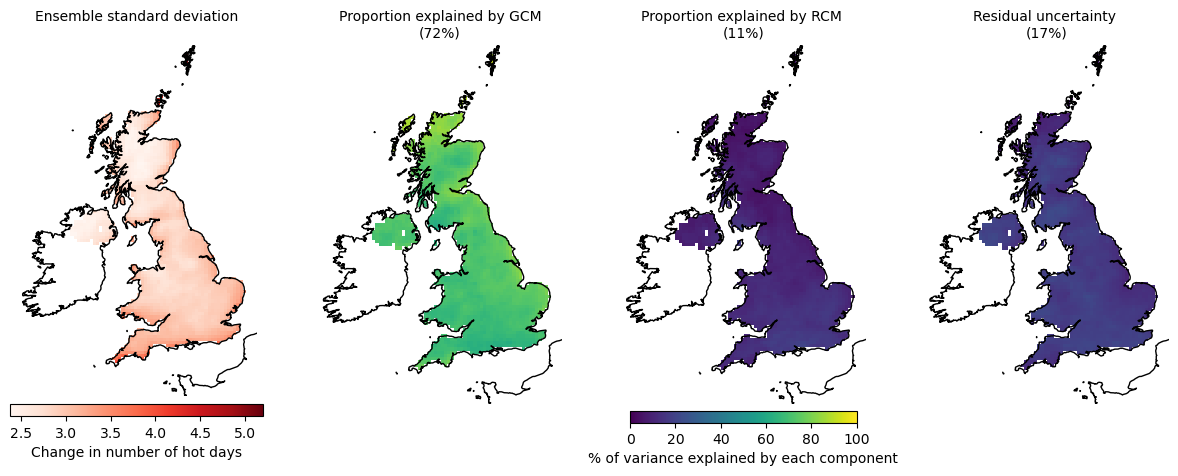 Ensemble standard deviation
Proportion explained by GCM
(72%)
Proportion explained by RCM
(11%)
Residual uncertainty
(17%)
2.5 3.0 3.5 4.0 4.5 5.0
Change in number of hot days
0 20 40 60 80 100
% of variance explained by each component